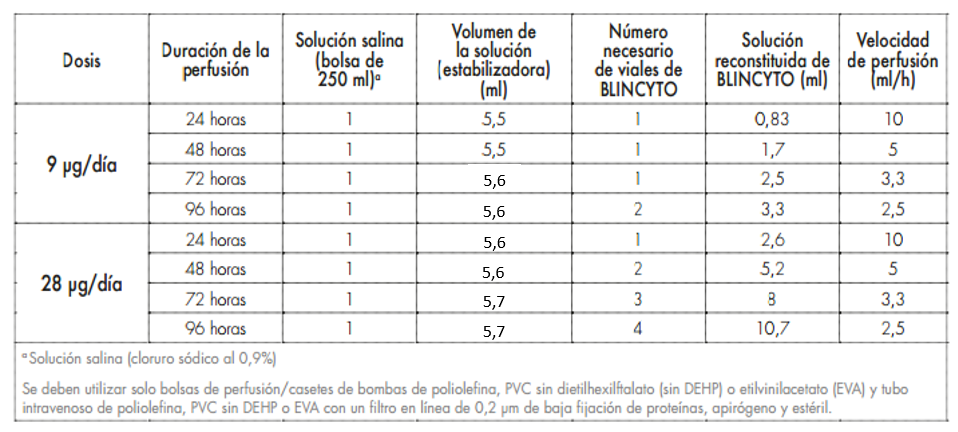 Dosis | Duración de la perfusión | Solución salina (bolsa de 250 ml)ᵃ | Volumen de la solución (estabilizadora) (ml) | Número necesario de viales de BLINCYTO | Solución reconstituida de BLINCYTO (ml) | Velocidad de perfusión (ml/h)
9 µg/día | 24 horas | 1 | 5,5 | 1 | 0,83 | 10
48 horas | 1 | 5,5 | 1 | 1,7 | 5
72 horas | 1 | 5,6 | 1 | 2,5 | 3,3
96 horas | 1 | 5,6 | 2 | 3,3 | 2,5
28 µg/día | 24 horas | 1 | 5,6 | 1 | 2,6 | 10
48 horas | 1 | 5,6 | 2 | 5,2 | 5
72 horas | 1 | 5,7 | 3 | 8 | 3,3
96 horas | 1 | 5,7 | 4 | 10,7 | 2,5
ᵃ Solución salina (cloruro sódico al 0,9%)
Se deben utilizar solo bolsas de perfusión/casetes de bombas de poliolefina, PVC sin dietilhexilftalato (sin DEHP) o etilvinilacetato (EVA) y tubo
intravenoso de poliolefina, PVC sin DEHP o EVA con un filtro en línea de 0,2 µm de baja fijación de proteínas, apirógeno y estéril.